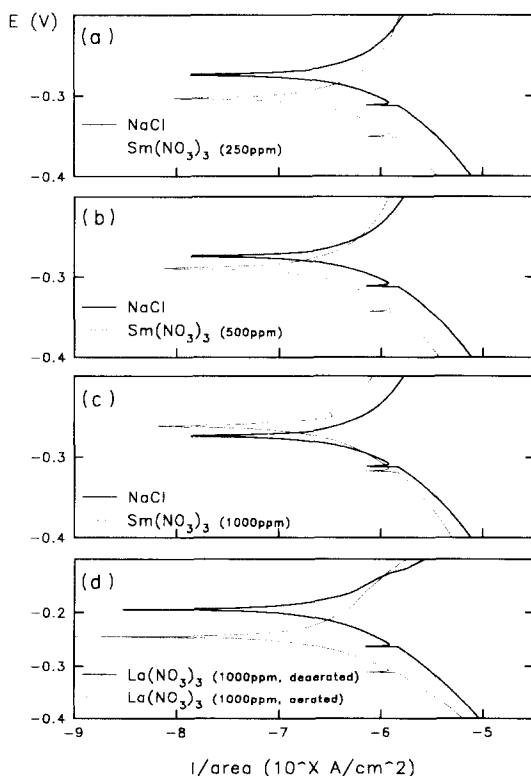 E (V)
(a)
-0.3
NaCl
Sm(NO3)3 (250ppm)
-0.4
(b)
-0.3
NaCl
Sm(NO3)3 (500ppm)
-0.4
(c)
-0.3
NaCl
Sm(NO3)3 (1000ppm)
-0.4
(d)
-0.2
-0.3
La(NO3)3 (1000ppm, deaerated)
La(NO3)3 (1000ppm, aerated)
-0.4
-9 -8 -7 -6 -5
I/area (10^X A/cm^2)